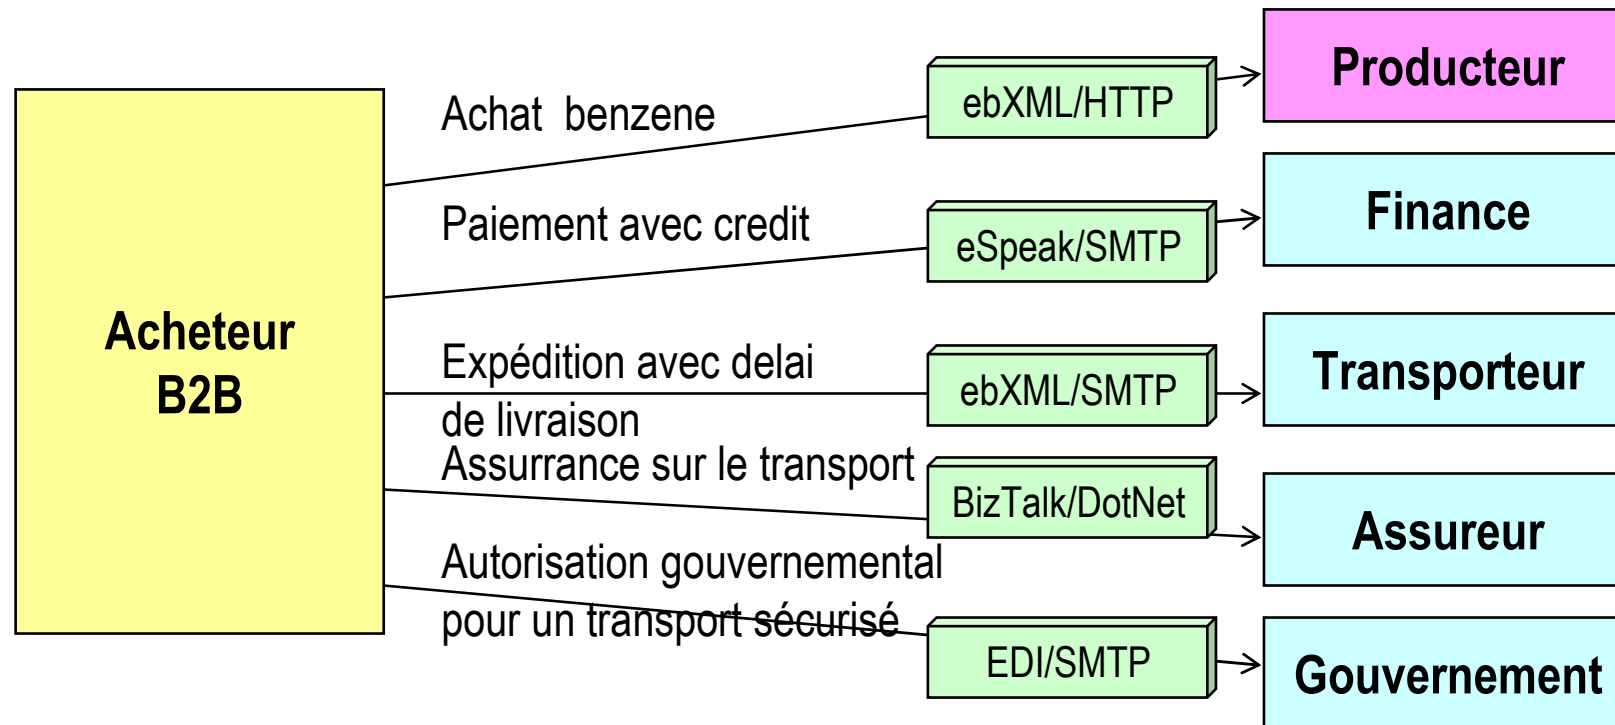 Acheteur
B2B
Achat benzene
ebXML/HTTP
Producteur
Paiement avec credit
eSpeak/SMTP
Finance
Expédition avec delai
de livraison
ebXML/SMTP
Transporteur
Assurrance sur le transport
BizTalk/DotNet
Assureur
Autorisation gouvernemental
pour un transport sécurisé
EDI/SMTP
Gouvernement